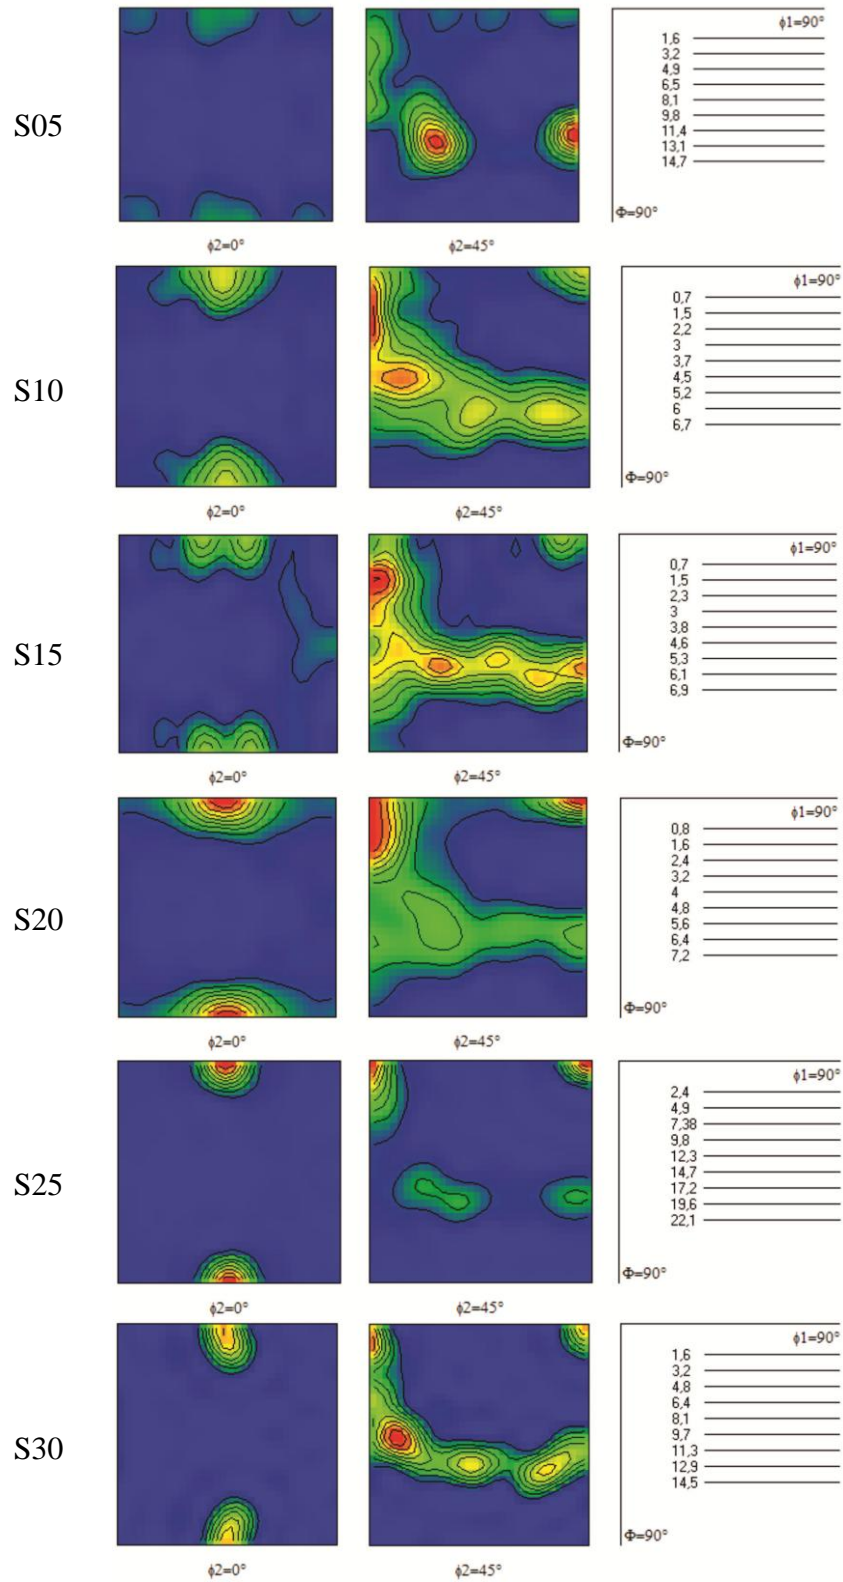 S05
ϕ2=0°
ϕ2=45°
ϕ1=90°
1,6
3,2
4,9
6,5
8,1
9,8
11,4
13,1
14,7
Φ=90°
S10
ϕ2=0°
ϕ2=45°
ϕ1=90°
0,7
1,5
2,2
3
3,7
4,5
5,2
6
6,7
Φ=90°
S15
ϕ2=0°
ϕ2=45°
ϕ1=90°
0,7
1,5
2,3
3
3,8
4,6
5,3
6,1
6,9
Φ=90°
S20
ϕ2=0°
ϕ2=45°
ϕ1=90°
0,8
1,6
2,4
3,2
4
4,8
5,6
6,4
7,2
Φ=90°
S25
ϕ2=0°
ϕ2=45°
ϕ1=90°
2,4
4,9
7,38
9,8
12,3
14,7
17,2
19,6
22,1
Φ=90°
S30
ϕ2=0°
ϕ2=45°
ϕ1=90°
1,6
3,2
4,8
6,4
8,1
9,7
11,3
12,9
14,5
Φ=90°